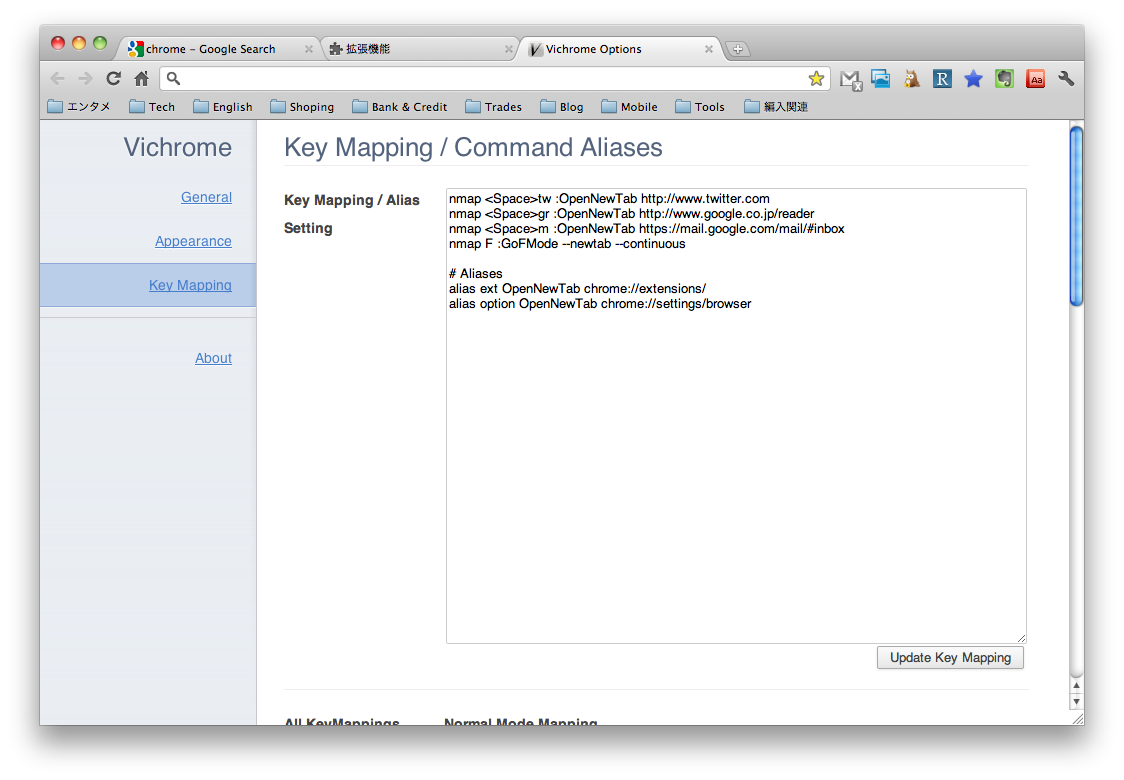 chrome – Google Search
拡張機能
Vichrome Options
エンタメ
Tech
English
Shoping
Bank & Credit
Trades
Blog
Mobile
Tools
編入関連
Vichrome
General
Appearance
Key Mapping
About
Key Mapping / Command Aliases
Key Mapping / Alias
Setting
nmap <Space>tw :OpenNewTab http://www.twitter.com
nmap <Space>gr :OpenNewTab http://www.google.co.jp/reader
nmap <Space>m :OpenNewTab https://mail.google.com/mail/#inbox
nmap F :GoFMode --newtab --continuous
# Aliases
alias ext OpenNewTab chrome://extensions/
alias option OpenNewTab chrome://settings/browser
Update Key Mapping
All KeyMappings
Normal Mode Mapping
R
Aa